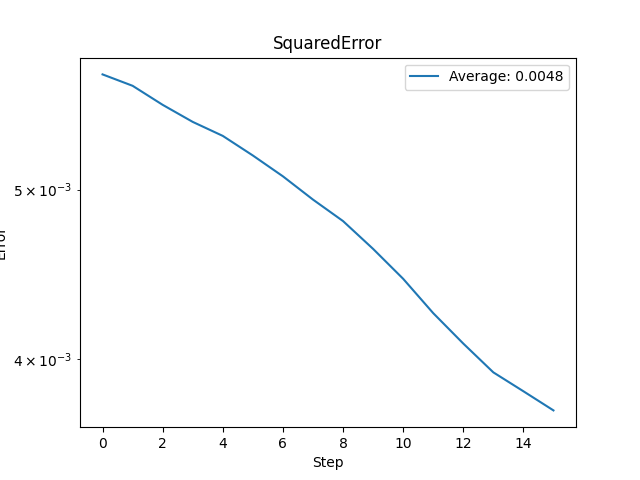 SquaredError
Average: 0.0048
5 × 10⁻³
4 × 10⁻³
Error
0 2 4 6 8 10 12 14
Step